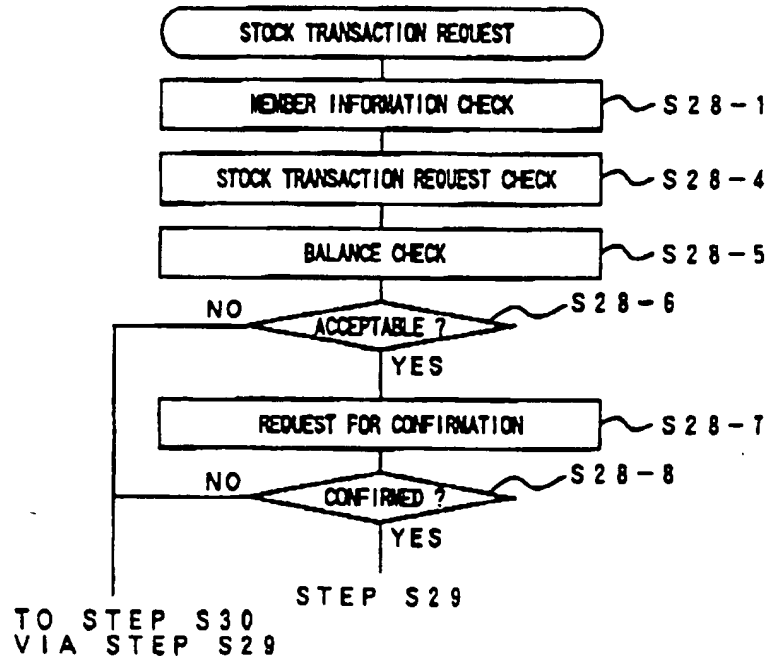 STOCK TRANSACTION REQUEST
MEMBER INFORMATION CHECK
S28-1
STOCK TRANSACTION REQUEST CHECK
S28-4
BALANCE CHECK
S28-5
S28-6
NO
ACCEPTABLE ?
YES
REQUEST FOR CONFIRMATION
S28-7
S28-8
NO
CONFIRMED ?
YES
STEP S29
TO STEP S30
VIA STEP S29